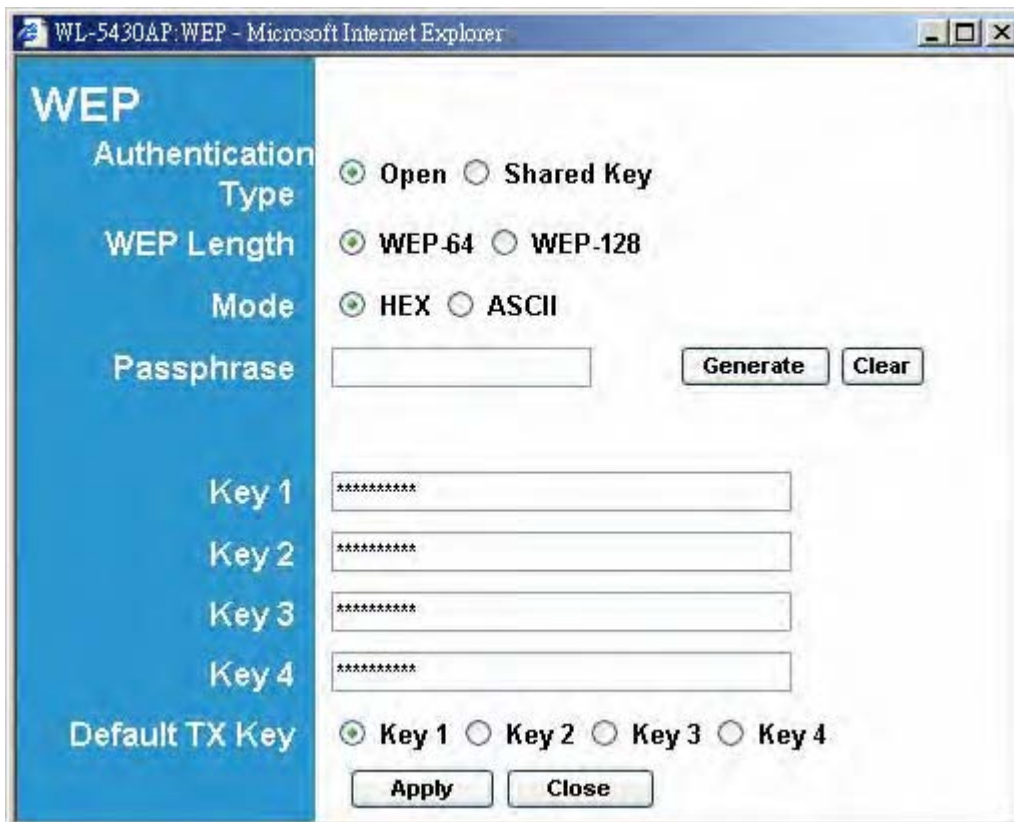 WL-5430AP:WEP - Microsoft Internet Explorer
WEP
Authentication Type
Open Shared Key
WEP Length
WEP-64 WEP-128
Mode
HEX ASCII
Passphrase
Generate Clear
Key 1
**********
Key 2
**********
Key 3
**********
Key 4
**********
Default TX Key
Key 1 Key 2 Key 3 Key 4
Apply Close